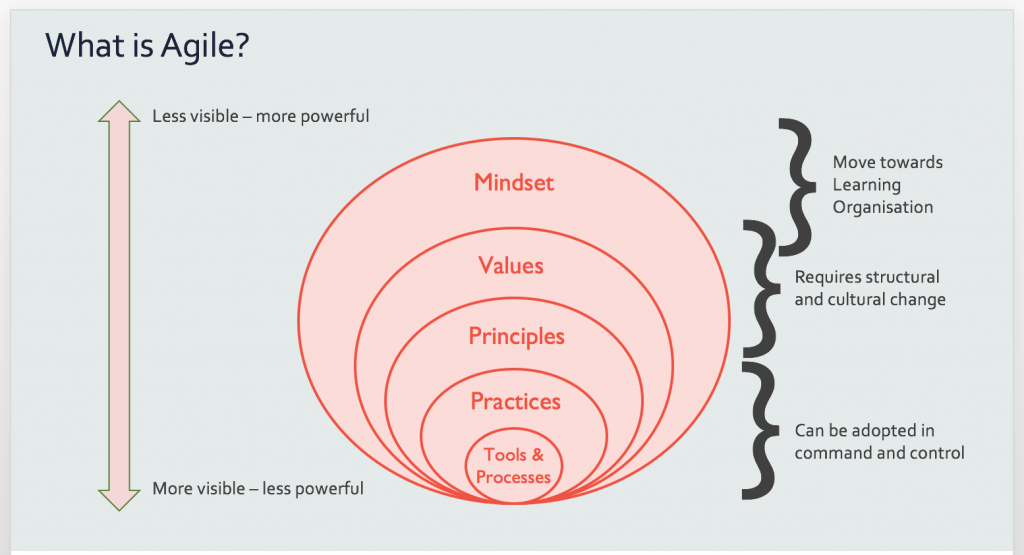 What is Agile?
Less visible – more powerful
Mindset
Move towards
Learning
Organisation
Values
Requires structural
and cultural change
Principles
Practices
Can be adopted in
command and control
Tools &
Processes
More visible – less powerful